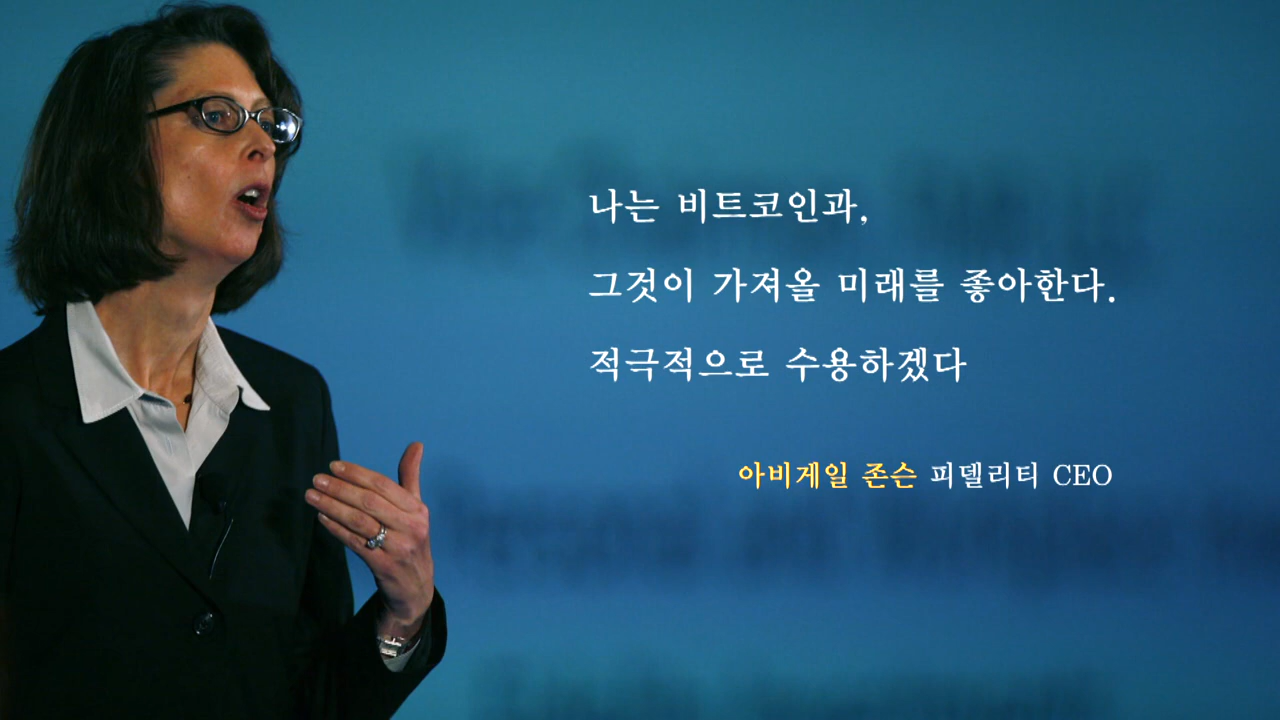 나는 비트코인과,
그것이 가져올 미래를 좋아한다.
적극적으로 수용하겠다
아비게일 존슨 피델리티 CEO